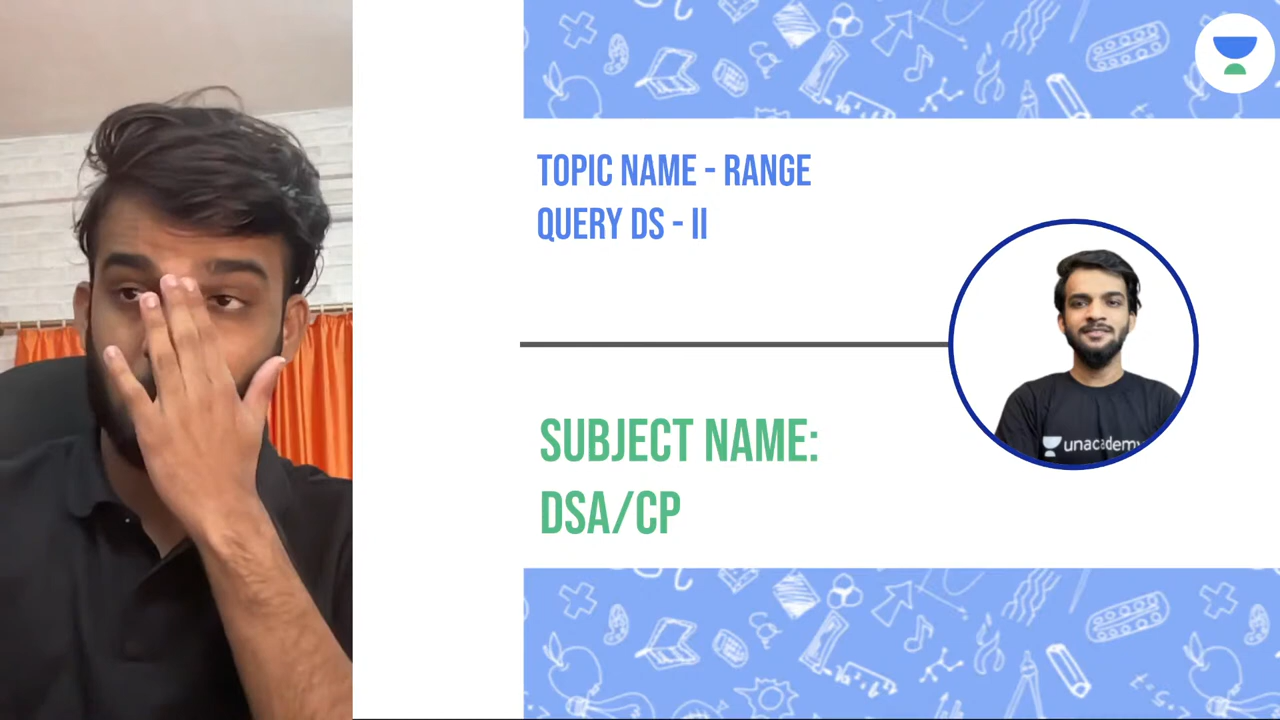 TOPIC NAME - RANGE
QUERY DS - II
unacademy
SUBJECT NAME:
DSA/CP